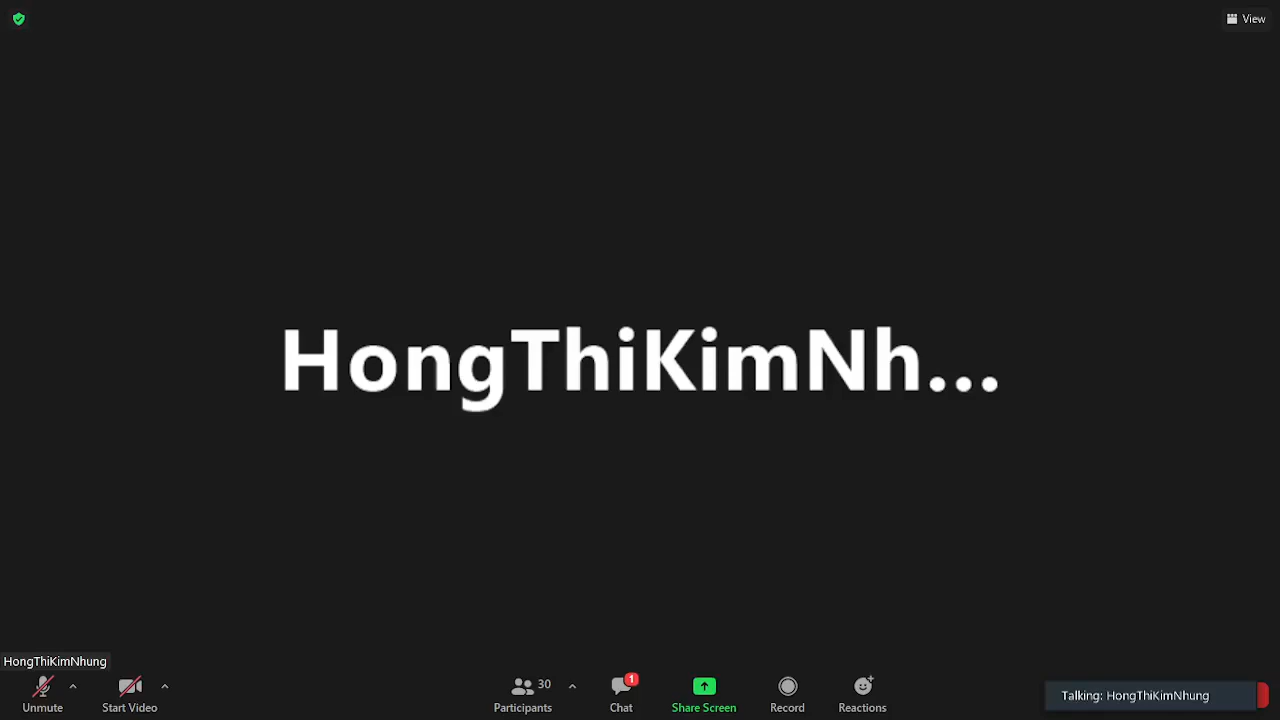 View
HongThiKimNh...
HongThiKimNhung
Unmute
Start Video
30
Participants
1
Chat
Share Screen
Record
Reactions
Talking: HongThiKimNhung